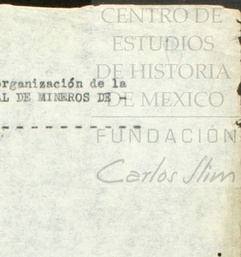 CENTRO DE
ESTUDIOS
DE HISTORIA
DE MEXICO
FUNDACIÓN
Carlos Slim
organización de la
AL DE MINEROS DE -
- - - - - - - - - - - - -